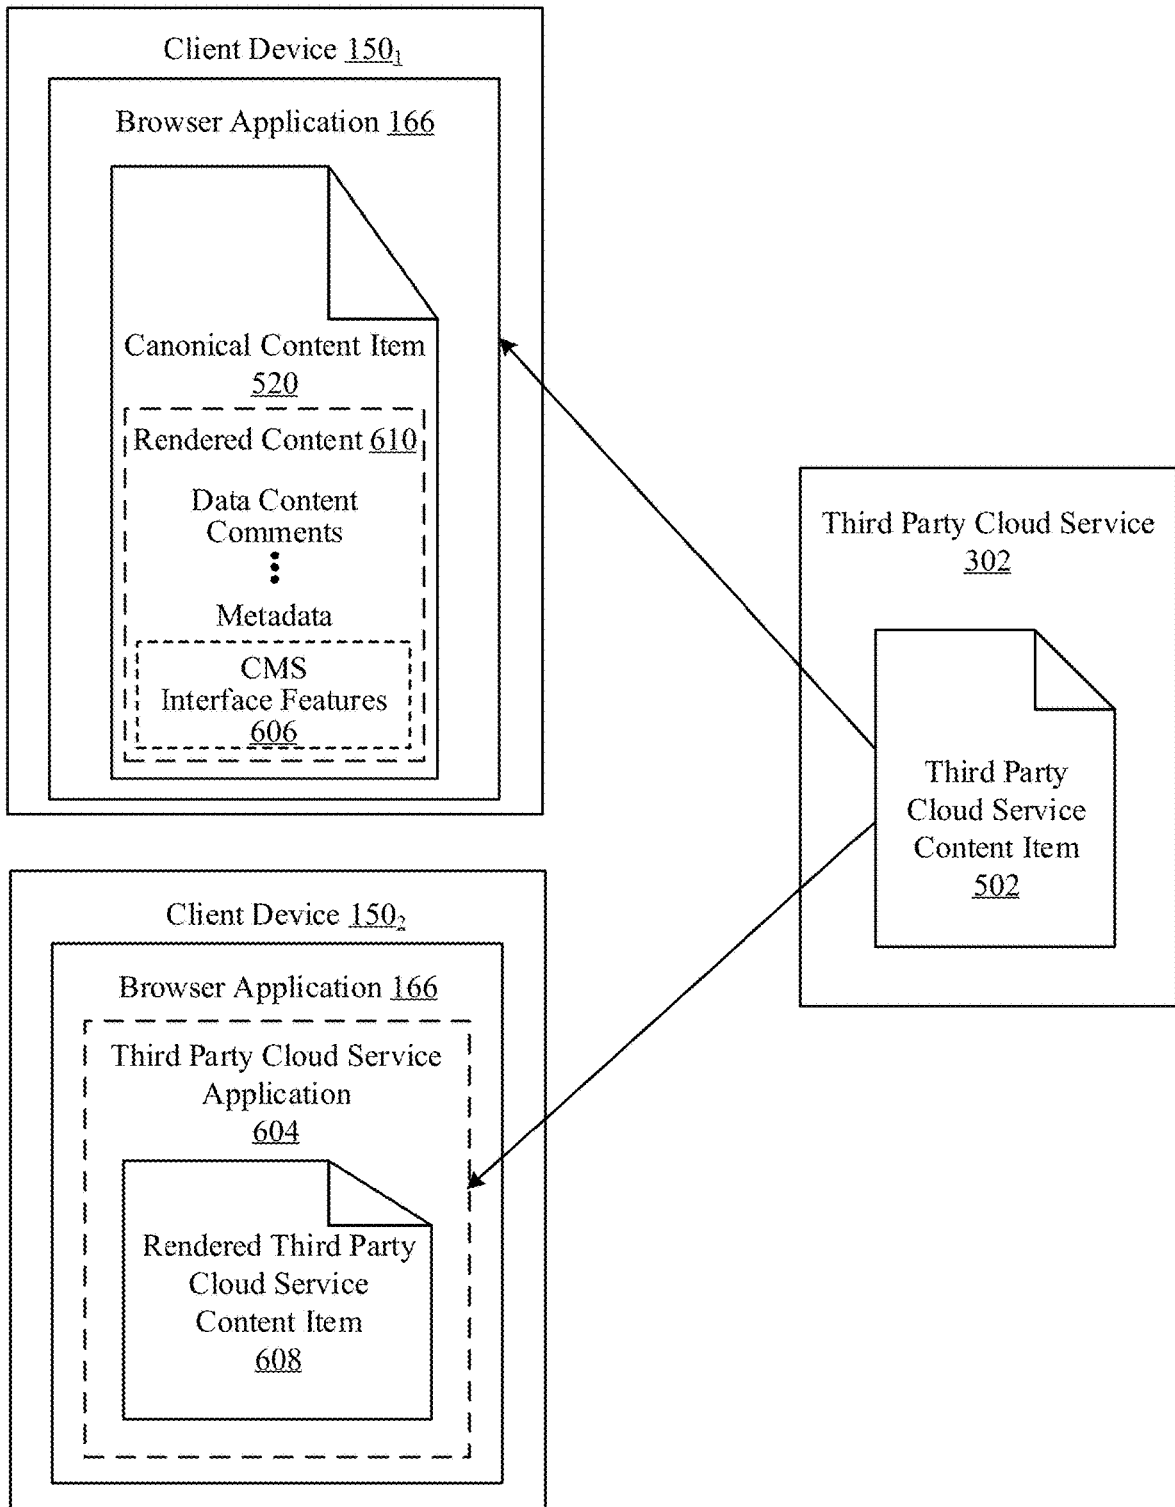 Client Device 150₁
Browser Application 166
Canonical Content Item
520
Rendered Content 610
Data Content
Comments
Metadata
CMS
Interface Features
606
Third Party Cloud Service
302
Third Party
Cloud Service
Content Item
502
Client Device 150₂
Browser Application 166
Third Party Cloud Service
Application
604
Rendered Third Party
Cloud Service
Content Item
608